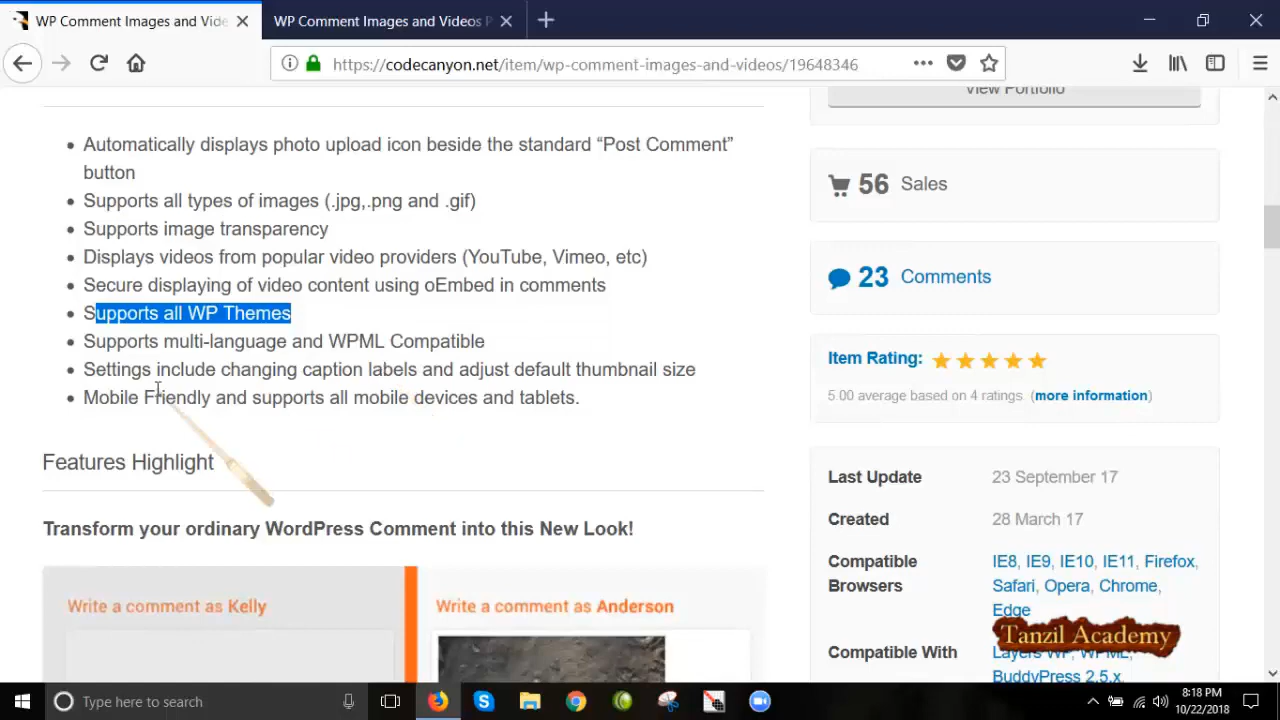 WP Comment Images and Vide
WP Comment Images and Videos P
https://codecanyon.net/item/wp-comment-images-and-videos/19648346
View Portfolio
Automatically displays photo upload icon beside the standard “Post Comment”
button
Supports all types of images (.jpg,.png and .gif)
Supports image transparency
Displays videos from popular video providers (YouTube, Vimeo, etc)
Secure displaying of video content using oEmbed in comments
Supports all WP Themes
Supports multi-language and WPML Compatible
Settings include changing caption labels and adjust default thumbnail size
Mobile Friendly and supports all mobile devices and tablets.
Features Highlight
Transform your ordinary WordPress Comment into this New Look!
Write a comment as Kelly
Write a comment as Anderson
56 Sales
23 Comments
Item Rating:
5.00 average based on 4 ratings. (more information)
Last Update 23 September 17
Created 28 March 17
Compatible Browsers IE8, IE9, IE10, IE11, Firefox,
Safari, Opera, Chrome,
Edge
Tanzil Academy
Compatible With Layers WP, WPML,
BuddyPress 2.5.x,
Type here to search
8:18 PM
10/22/2018